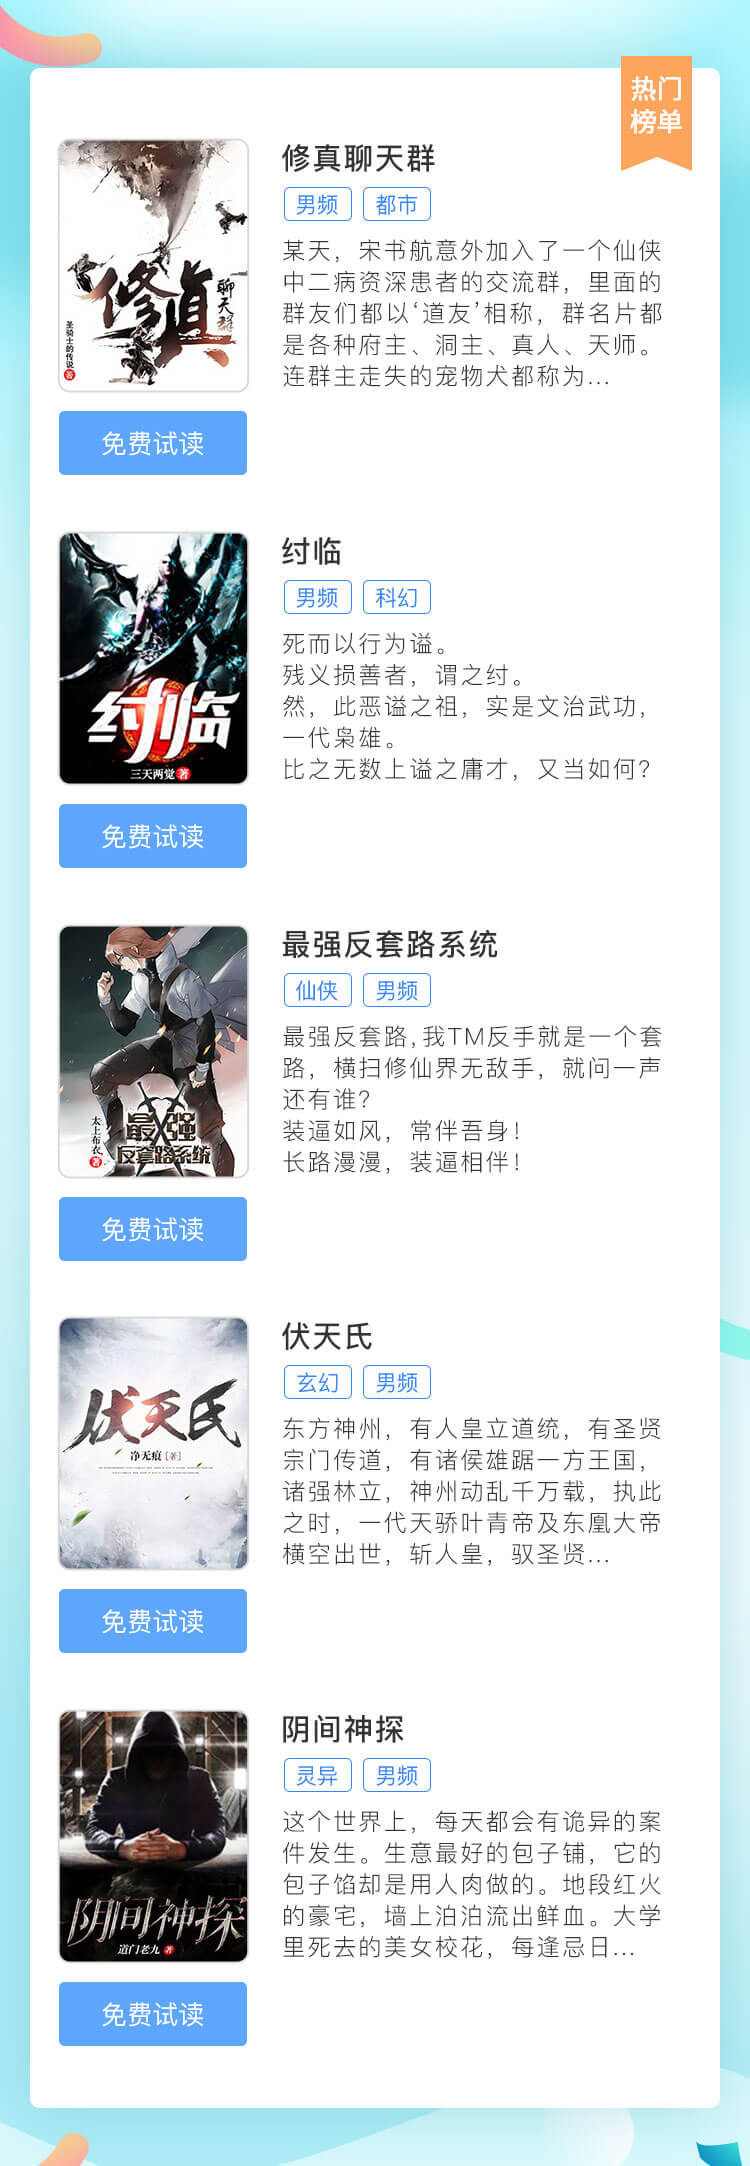 热门
榜单
修真聊天群
男频 都市
某天，宋书航意外加入了一个仙侠
中二病资深患者的交流群，里面的
群友们都以‘道友’相称，群名片都
是各种府主、洞主、真人、天师。
连群主走失的宠物犬都称为...
修真
聊天群
圣骑士的传说 著
免费试读
纣临
男频 科幻
死而以行为谥。
残义损善者，谓之纣。
然，此恶谥之祖，实是文治武功，
一代枭雄。
比之无数上谥之庸才，又当如何？
纣临
三天两觉 著
免费试读
最强反套路系统
仙侠 男频
最强反套路,我TM反手就是一个套
路，横扫修仙界无敌手，就问一声
还有谁？
装逼如风，常伴吾身！
长路漫漫，装逼相伴！
太上布衣 著
最强
反套路系统
免费试读
伏天氏
玄幻 男频
东方神州，有人皇立道统，有圣贤
宗门传道，有诸侯雄踞一方王国，
诸强林立，神州动乱千万载，执此
之时，一代天骄叶青帝及东凰大帝
横空出世，斩人皇，驭圣贤...
伏天氏
净无痕 [著]
免费试读
阴间神探
灵异 男频
这个世界上，每天都会有诡异的案
件发生。生意最好的包子铺，它的
包子馅却是用人肉做的。地段红火
的豪宅，墙上泊泊流出鲜血。大学
里死去的美女校花，每逢忌日...
阴间神探
道门老九 著
免费试读